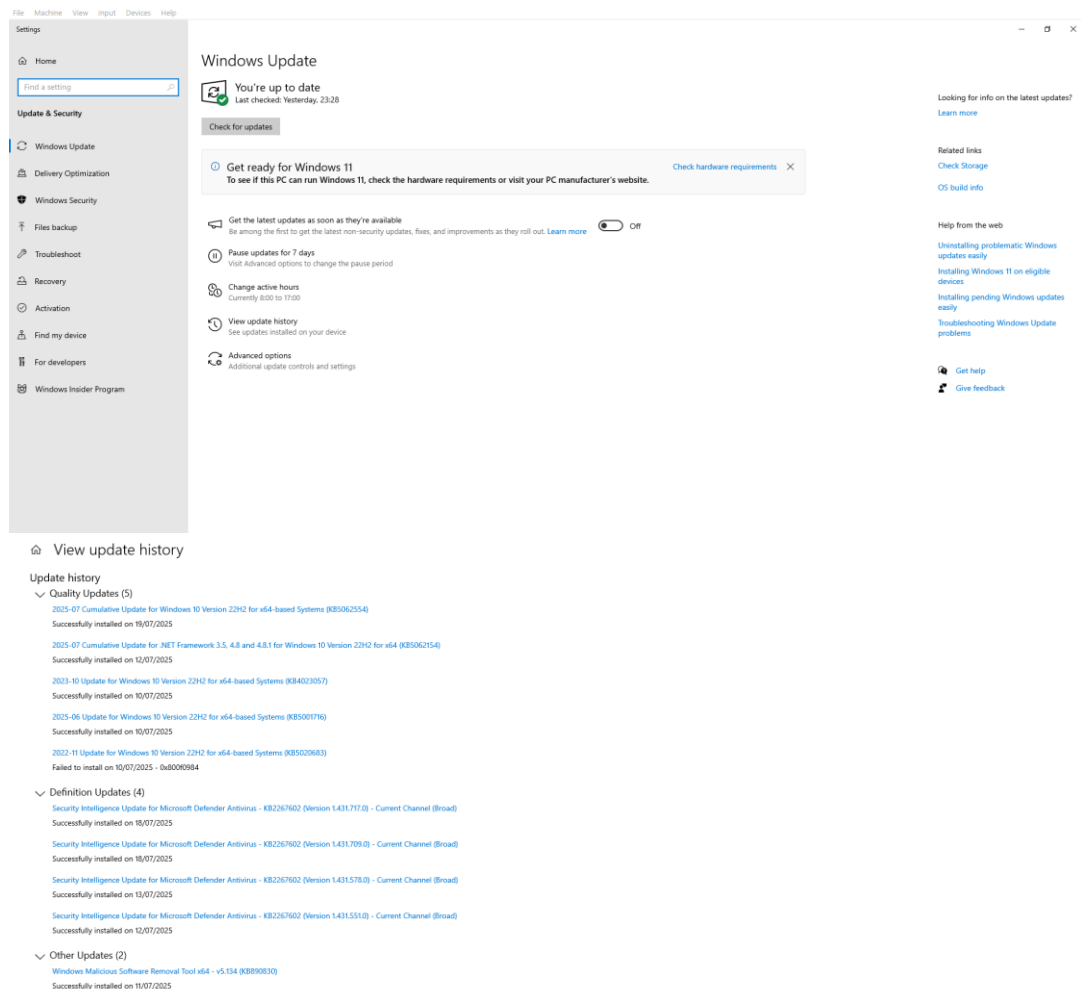 File Machine View Input Devices Help
Settings
Home
Find a setting
Update & Security
Windows Update
Delivery Optimization
Windows Security
Files backup
Troubleshoot
Recovery
Activation
Find my device
For developers
Windows Insider Program
Windows Update
You're up to date
Last checked: Yesterday, 23:28
Check for updates
Get ready for Windows 11
Check hardware requirements
To see if this PC can run Windows 11, check the hardware requirements or visit your PC manufacturer's website.
Get the latest updates as soon as they're available
Be among the first to get the latest non-security updates, fixes, and improvements as they roll out. Learn more
Off
Pause updates for 7 days
Visit Advanced options to change the pause period
Change active hours
Currently 8:00 to 17:00
View update history
See updates installed on your device
Advanced options
Additional update controls and settings
Looking for info on the latest updates?
Learn more
Related links
Check Storage
OS build info
Help from the web
Uninstalling problematic Windows
updates easily
Installing Windows 11 on eligible
devices
Installing pending Windows updates
easily
Troubleshooting Windows Update
problems
Get help
Give feedback
View update history
Update history
Quality Updates (5)
2025-07 Cumulative Update for Windows 10 Version 22H2 for x64-based Systems (KB5062554)
Successfully installed on 19/07/2025
2025-07 Cumulative Update for .NET Framework 3.5, 4.8 and 4.8.1 for Windows 10 Version 22H2 for x64 (KB5062154)
Successfully installed on 12/07/2025
2023-10 Update for Windows 10 Version 22H2 for x64-based Systems (KB4023057)
Successfully installed on 10/07/2025
2025-06 Update for Windows 10 Version 22H2 for x64-based Systems (KB5001716)
Successfully installed on 10/07/2025
2022-11 Update for Windows 10 Version 22H2 for x64-based Systems (KB5020683)
Failed to install on 10/07/2025 - 0x800f0984
Definition Updates (4)
Security Intelligence Update for Microsoft Defender Antivirus - KB2267602 (Version 1.431.717.0) - Current Channel (Broad)
Successfully installed on 18/07/2025
Security Intelligence Update for Microsoft Defender Antivirus - KB2267602 (Version 1.431.709.0) - Current Channel (Broad)
Successfully installed on 18/07/2025
Security Intelligence Update for Microsoft Defender Antivirus - KB2267602 (Version 1.431.578.0) - Current Channel (Broad)
Successfully installed on 13/07/2025
Security Intelligence Update for Microsoft Defender Antivirus - KB2267602 (Version 1.431.551.0) - Current Channel (Broad)
Successfully installed on 12/07/2025
Other Updates (2)
Windows Malicious Software Removal Tool x64 - v5.134 (KB890830)
Successfully installed on 11/07/2025